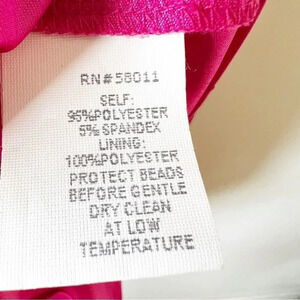 RN#58011
SELF:
95%POLYESTER
5% SPANDEX
LINING:
100%POLYESTER
PROTECT BEADS
BEFORE GENTLE
DRY CLEAN
AT LOW
TEMPERATURE